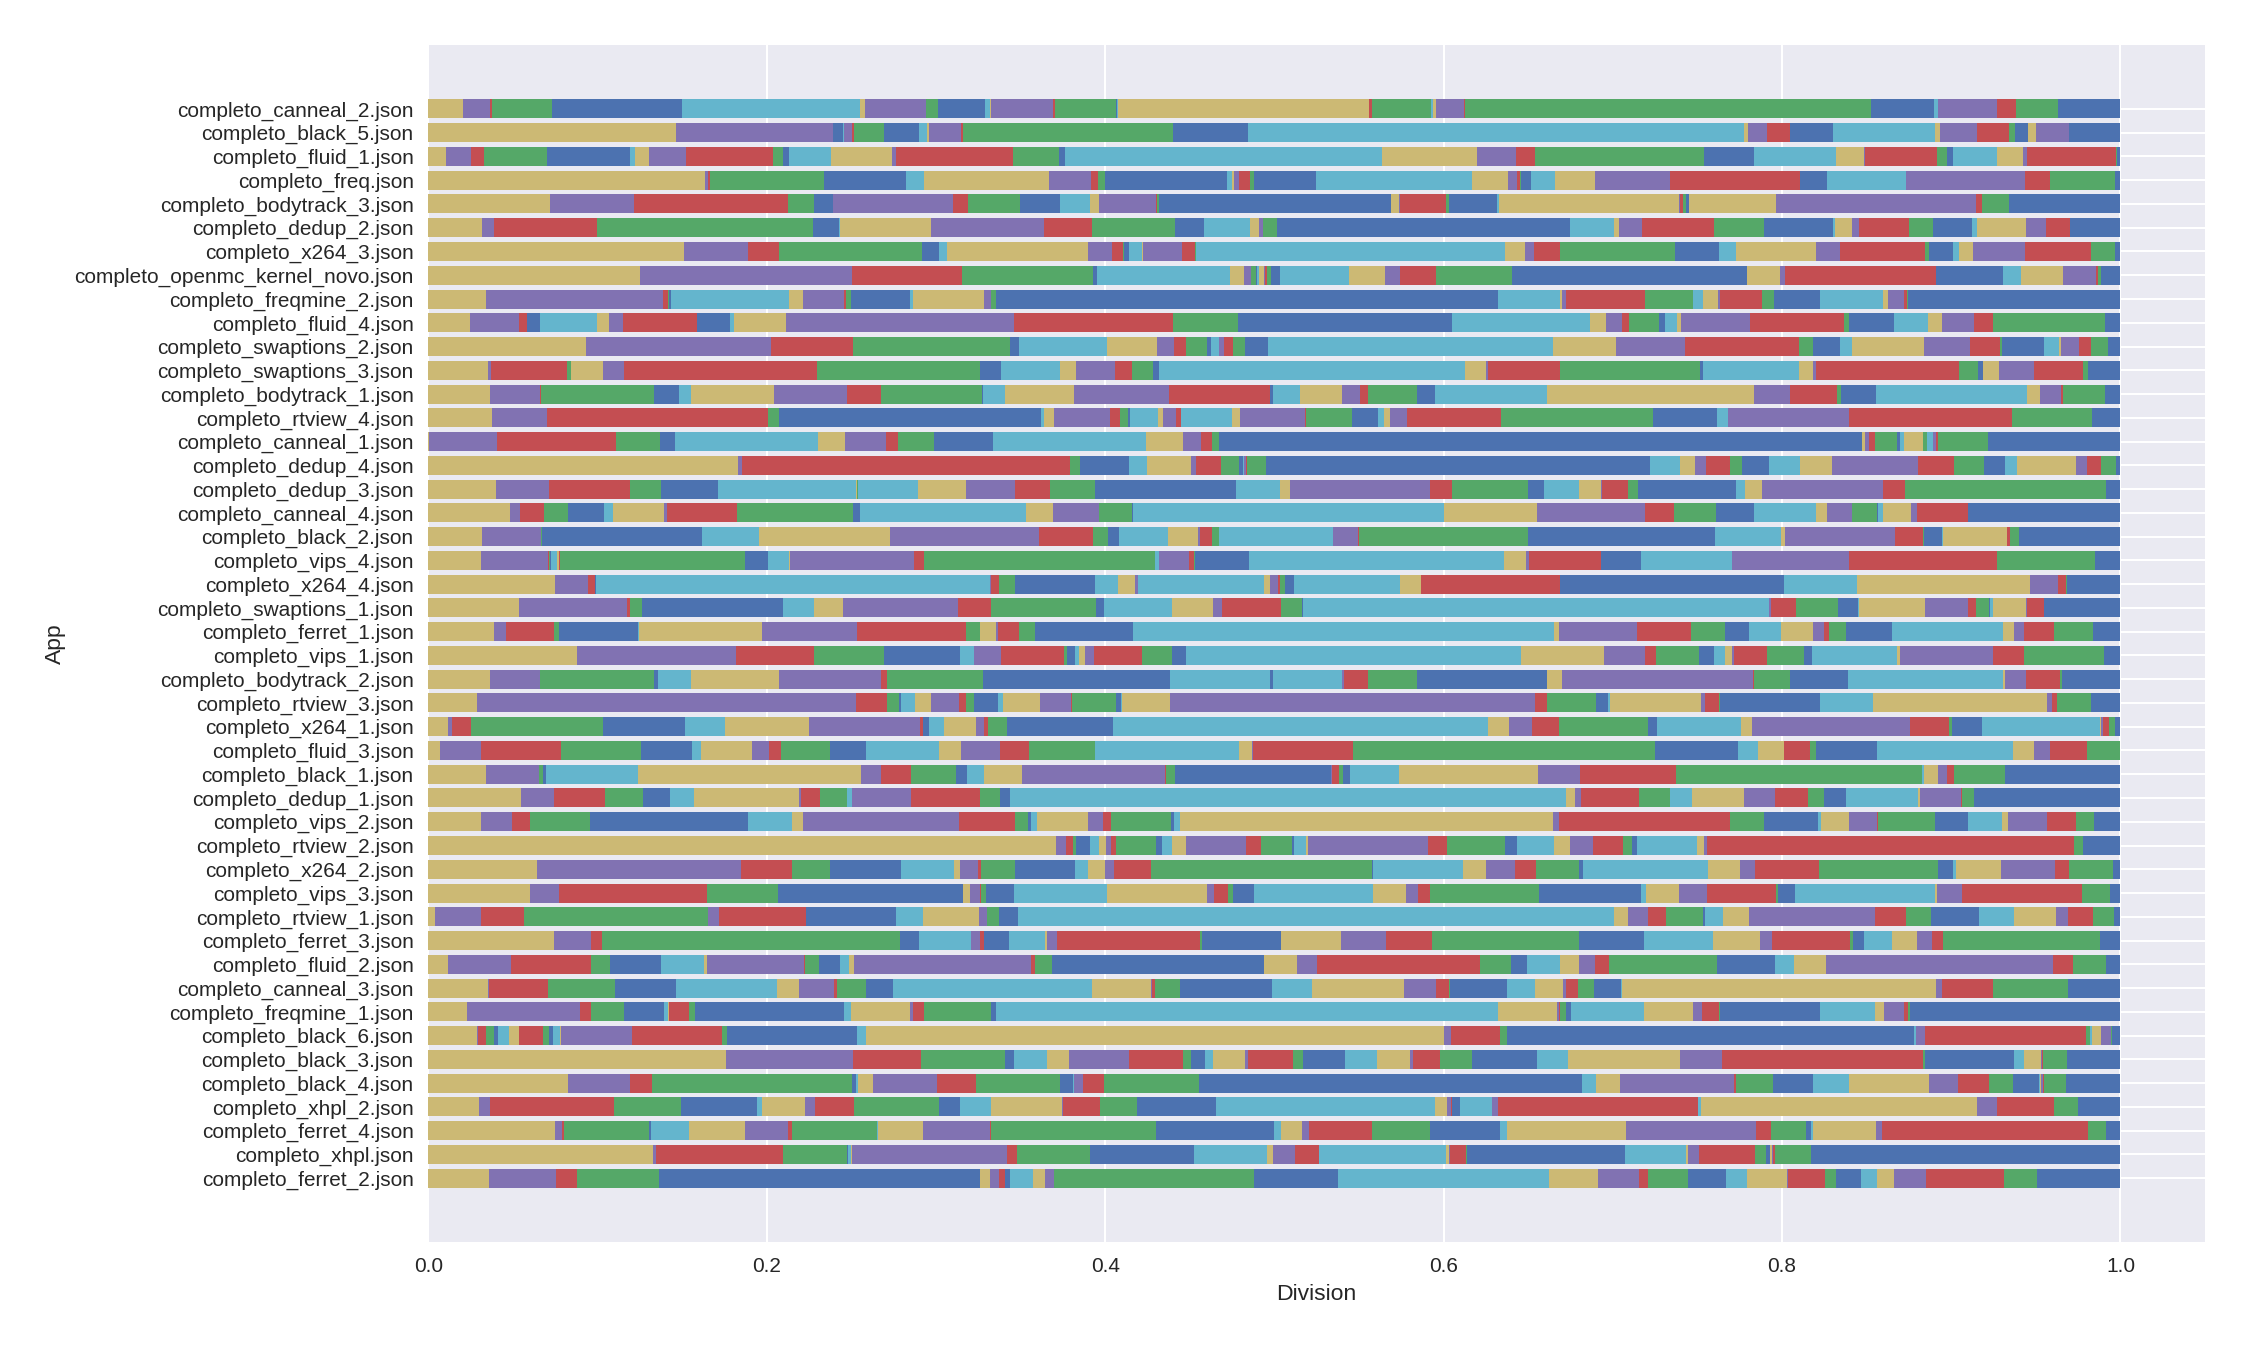 completo_canneal_2.json
completo_black_5.json
completo_fluid_1.json
completo_freq.json
completo_bodytrack_3.json
completo_dedup_2.json
completo_x264_3.json
completo_openmc_kernel_novo.json
completo_freqmine_2.json
completo_fluid_4.json
completo_swaptions_2.json
completo_swaptions_3.json
completo_bodytrack_1.json
completo_rtview_4.json
completo_canneal_1.json
completo_dedup_4.json
completo_dedup_3.json
completo_canneal_4.json
completo_black_2.json
completo_vips_4.json
completo_x264_4.json
completo_swaptions_1.json
completo_ferret_1.json
completo_vips_1.json
completo_bodytrack_2.json
completo_rtview_3.json
completo_x264_1.json
completo_fluid_3.json
completo_black_1.json
completo_dedup_1.json
completo_vips_2.json
completo_rtview_2.json
completo_x264_2.json
completo_vips_3.json
completo_rtview_1.json
completo_ferret_3.json
completo_fluid_2.json
completo_canneal_3.json
completo_freqmine_1.json
completo_black_6.json
completo_black_3.json
completo_black_4.json
completo_xhpl_2.json
completo_ferret_4.json
completo_xhpl.json
completo_ferret_2.json
App
0.0 0.2 0.4 0.6 0.8 1.0
Division